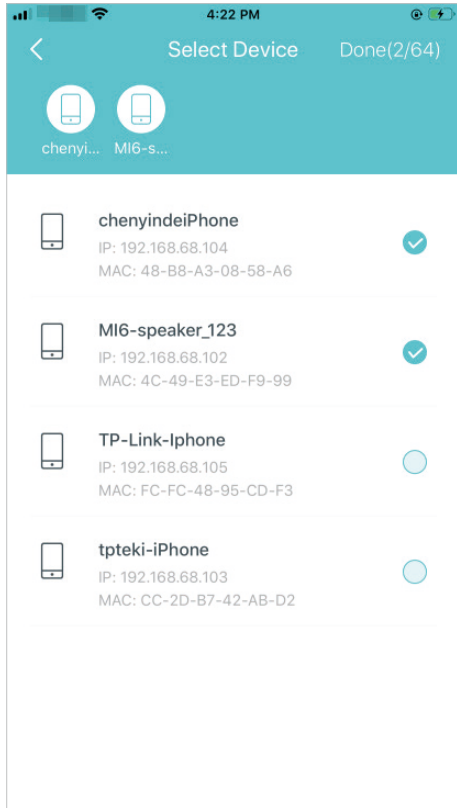 4:22 PM
Select Device
Done(2/64)
chenyi...
MI6-s...
chenyindeiPhone
IP: 192.168.68.104
MAC: 48-B8-A3-08-58-A6
MI6-speaker_123
IP: 192.168.68.102
MAC: 4C-49-E3-ED-F9-99
TP-Link-Iphone
IP: 192.168.68.105
MAC: FC-FC-48-95-CD-F3
tpteki-iPhone
IP: 192.168.68.103
MAC: CC-2D-B7-42-AB-D2